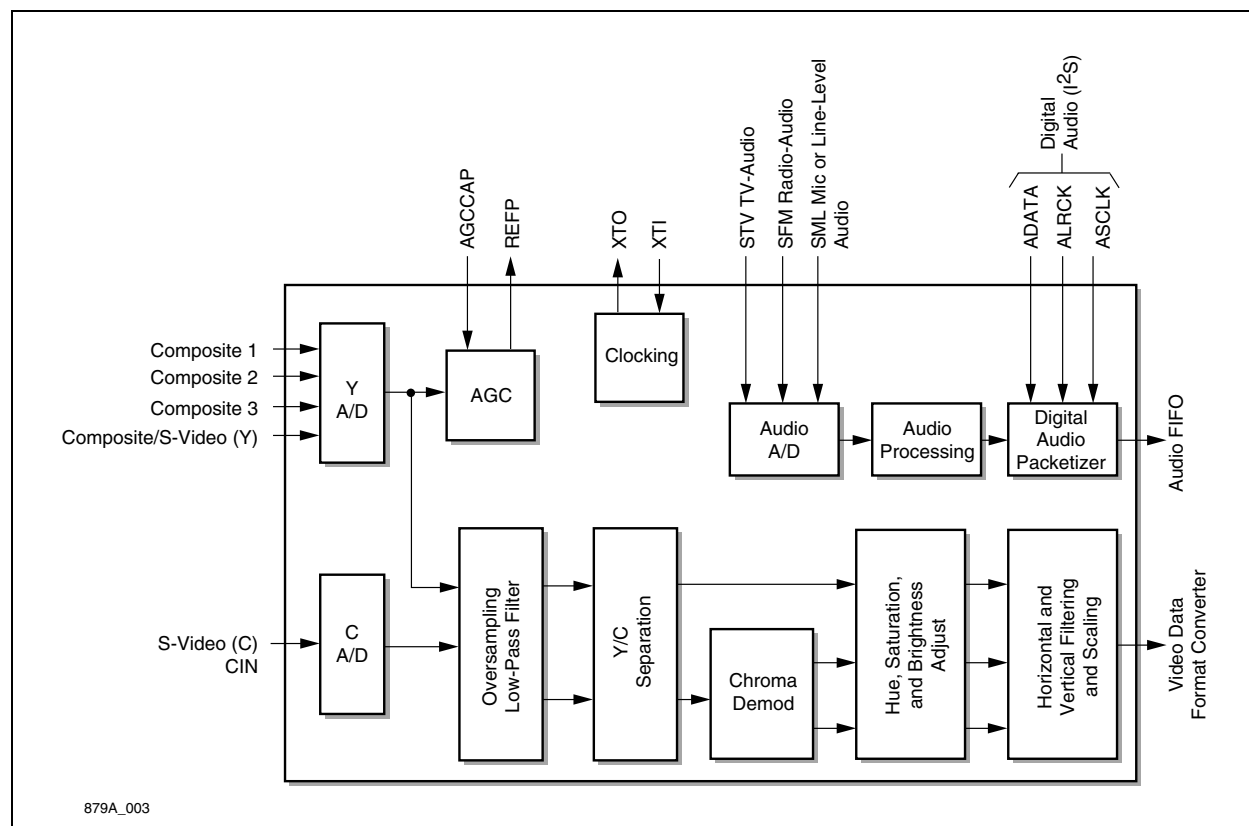 Digital
Audio (I2S)
AGCCAP
REFP
XTO
XTI
STV TV-Audio
SFM Radio-Audio
SML Mic or Line-Level
Audio
ADATA
ALRCK
ASCLK
Composite 1
Composite 2
Composite 3
Composite/S-Video (Y)
Y
A/D
AGC
Clocking
Audio
A/D
Audio
Processing
Digital
Audio
Packetizer
Audio FIFO
S-Video (C)
CIN
C
A/D
Oversampling
Low-Pass Filter
Y/C
Separation
Chroma
Demod
Hue, Saturation,
and Brightness
Adjust
Horizontal and
Vertical Filtering
and Scaling
Video Data
Format Converter
879A_003